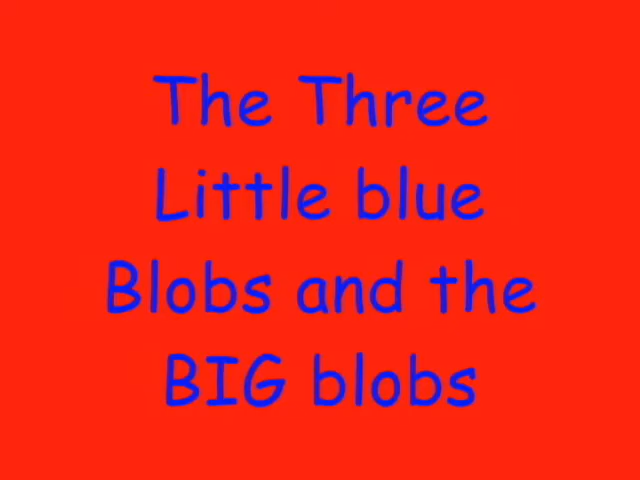 The Three
Little blue
Blobs and the
BIG blobs